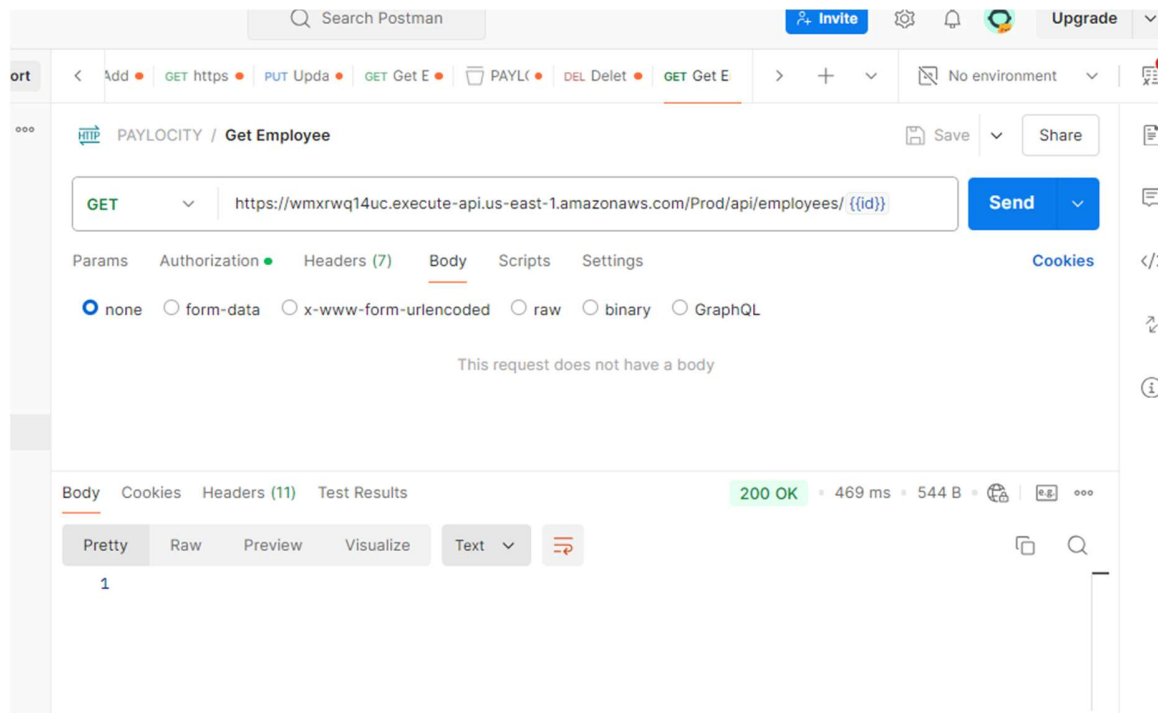 Search Postman
Invite
Upgrade
ort
Add GET https PUT Upda GET Get E PAYL( DEL Delet GET Get E No environment
HTTP PAYLOCITY / Get Employee Save Share
GET https://wmxrwq14uc.execute-api.us-east-1.amazonaws.com/Prod/api/employees/ {{id}} Send
Params Authorization Headers (7) Body Scripts Settings Cookies
none form-data x-www-form-urlencoded raw binary GraphQL
This request does not have a body
Body Cookies Headers (11) Test Results 200 OK 469 ms 544 B e.g.
Pretty Raw Preview Visualize Text
1